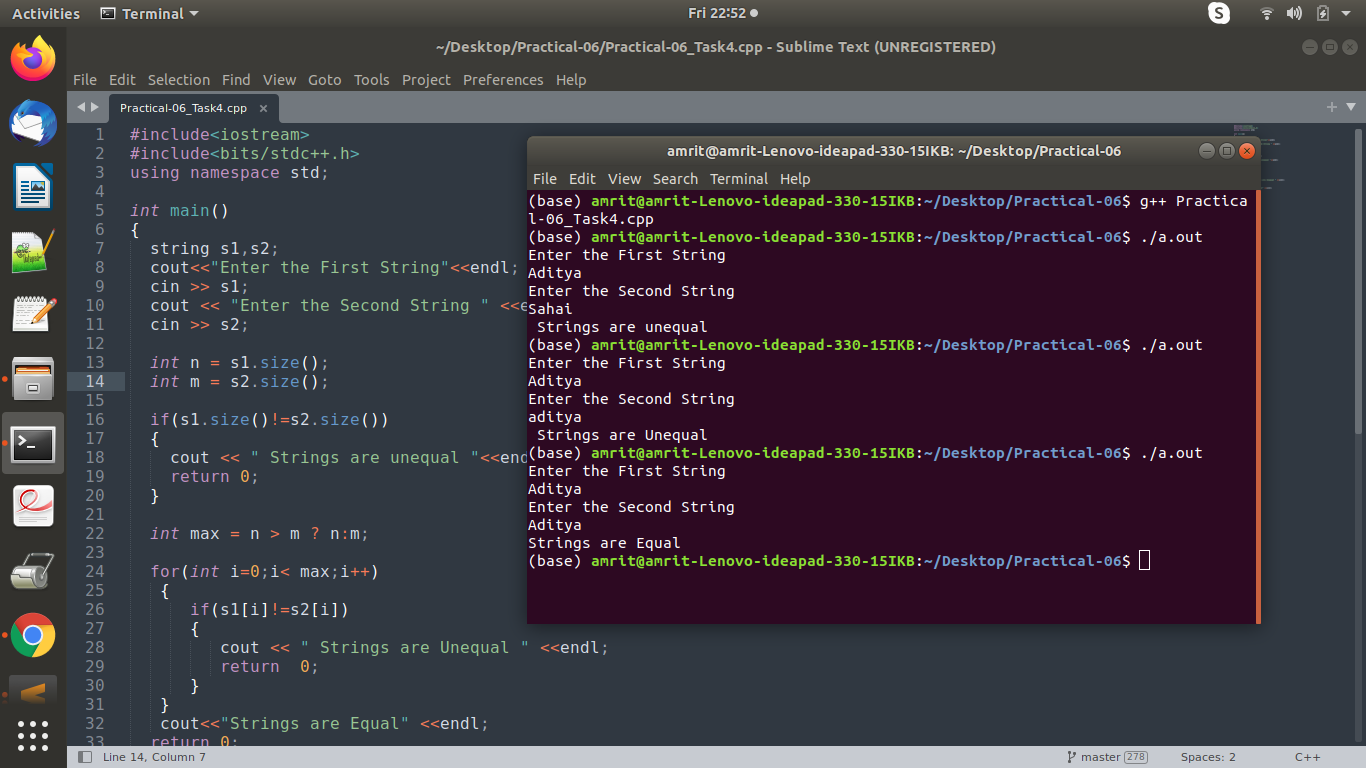 Activities Terminal Fri 22:52 S
~/Desktop/Practical-06/Practical-06_Task4.cpp - Sublime Text (UNREGISTERED)
File Edit Selection Find View Goto Tools Project Preferences Help
Practical-06_Task4.cpp ×
1 #include<iostream>
2 #include<bits/stdc++.h>
3 using namespace std;
4
5 int main()
6 {
7 string s1,s2;
8 cout<<"Enter the First String"<<endl;
9 cin >> s1;
10 cout << "Enter the Second String " <<e
11 cin >> s2;
12
13 int n = s1.size();
14 int m = s2.size();
15
16 if(s1.size()!=s2.size())
17 {
18 cout << " Strings are unequal "<<end
19 return 0;
20 }
21
22 int max = n > m ? n:m;
23
24 for(int i=0;i< max;i++)
25 {
26 if(s1[i]!=s2[i])
27 {
28 cout << " Strings are Unequal " <<endl;
29 return  0;
30 }
31 }
32 cout<<"Strings are Equal" <<endl;
33 return 0;
amrit@amrit-Lenovo-ideapad-330-15IKB: ~/Desktop/Practical-06
File Edit View Search Terminal Help
(base) amrit@amrit-Lenovo-ideapad-330-15IKB:~/Desktop/Practical-06$ g++ Practica
l-06_Task4.cpp
(base) amrit@amrit-Lenovo-ideapad-330-15IKB:~/Desktop/Practical-06$ ./a.out
Enter the First String
Aditya
Enter the Second String
Sahai
 Strings are unequal
(base) amrit@amrit-Lenovo-ideapad-330-15IKB:~/Desktop/Practical-06$ ./a.out
Enter the First String
Aditya
Enter the Second String
aditya
 Strings are Unequal
(base) amrit@amrit-Lenovo-ideapad-330-15IKB:~/Desktop/Practical-06$ ./a.out
Enter the First String
Aditya
Enter the Second String
Aditya
Strings are Equal
(base) amrit@amrit-Lenovo-ideapad-330-15IKB:~/Desktop/Practical-06$
Line 14, Column 7 master 278 Spaces: 2 C++